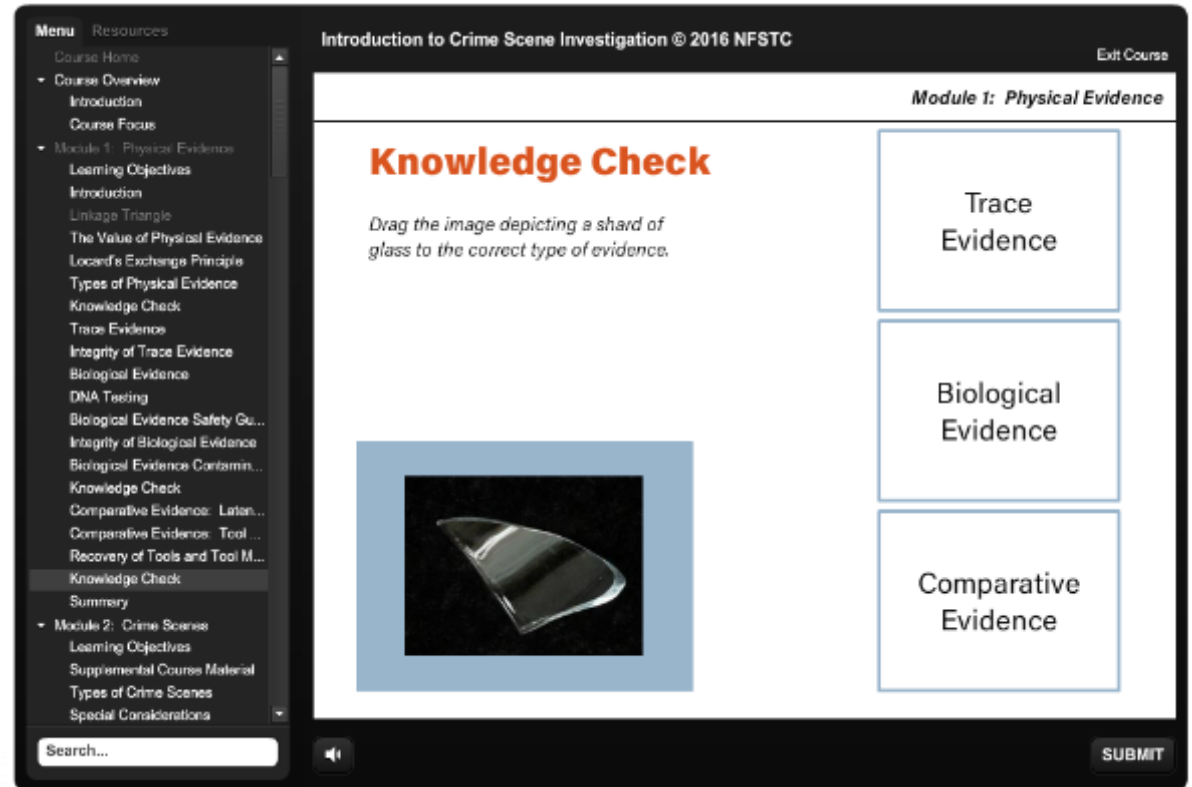 Menu Resources
Course Home
Course Overview
Introduction
Course Focus
Module 1: Physical Evidence
Learning Objectives
Introduction
Linkage Triangle
The Value of Physical Evidence
Locard's Exchange Principle
Types of Physical Evidence
Knowledge Check
Trace Evidence
Integrity of Trace Evidence
Biological Evidence
DNA Testing
Biological Evidence Safety Gu...
Integrity of Biological Evidence
Biological Evidence Contamin...
Knowledge Check
Comparative Evidence: Laten...
Comparative Evidence: Tool ...
Recovery of Tools and Tool M...
Knowledge Check
Summary
Module 2: Crime Scenes
Learning Objectives
Supplemental Course Material
Types of Crime Scenes
Special Considerations
Search...
Introduction to Crime Scene Investigation © 2016 NFSTC
Exit Course
Module 1: Physical Evidence
Knowledge Check
Drag the image depicting a shard of
glass to the correct type of evidence.
Trace
Evidence
Biological
Evidence
Comparative
Evidence
SUBMIT